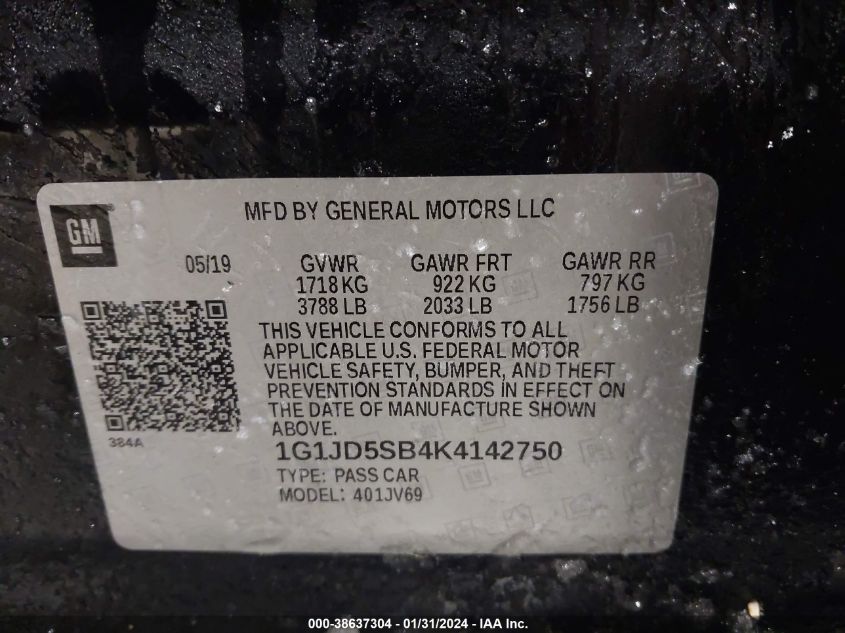 MFD BY GENERAL MOTORS LLC
GM
05/19 GVWR GAWR FRT GAWR RR
1718 KG 922 KG 797 KG
3788 LB 2033 LB 1756 LB
THIS VEHICLE CONFORMS TO ALL
APPLICABLE U.S. FEDERAL MOTOR
VEHICLE SAFETY, BUMPER, AND THEFT
PREVENTION STANDARDS IN EFFECT ON
THE DATE OF MANUFACTURE SHOWN
ABOVE.
384A
1G1JD5SB4K4142750
TYPE: PASS CAR
MODEL: 401JV69
000-38637304 - 01/31/2024 - IAA Inc.